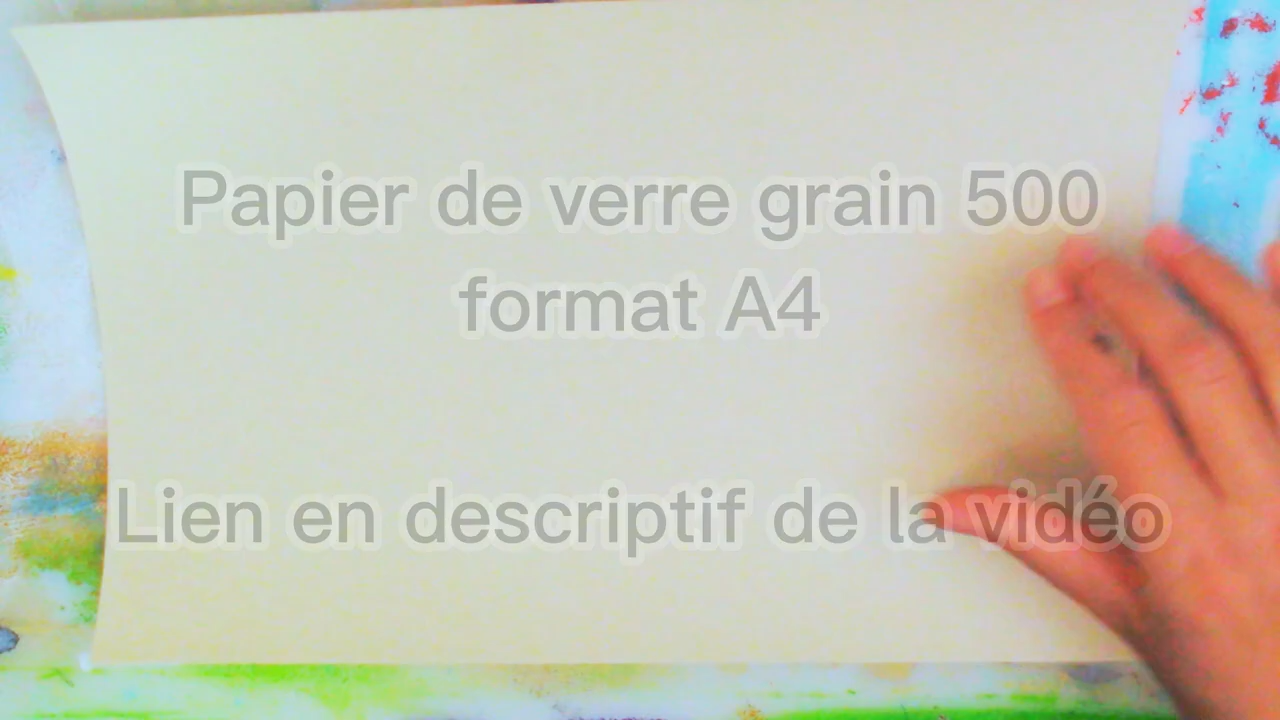 Papier de verre grain 500
format A4
Lien en descriptif de la vidéo